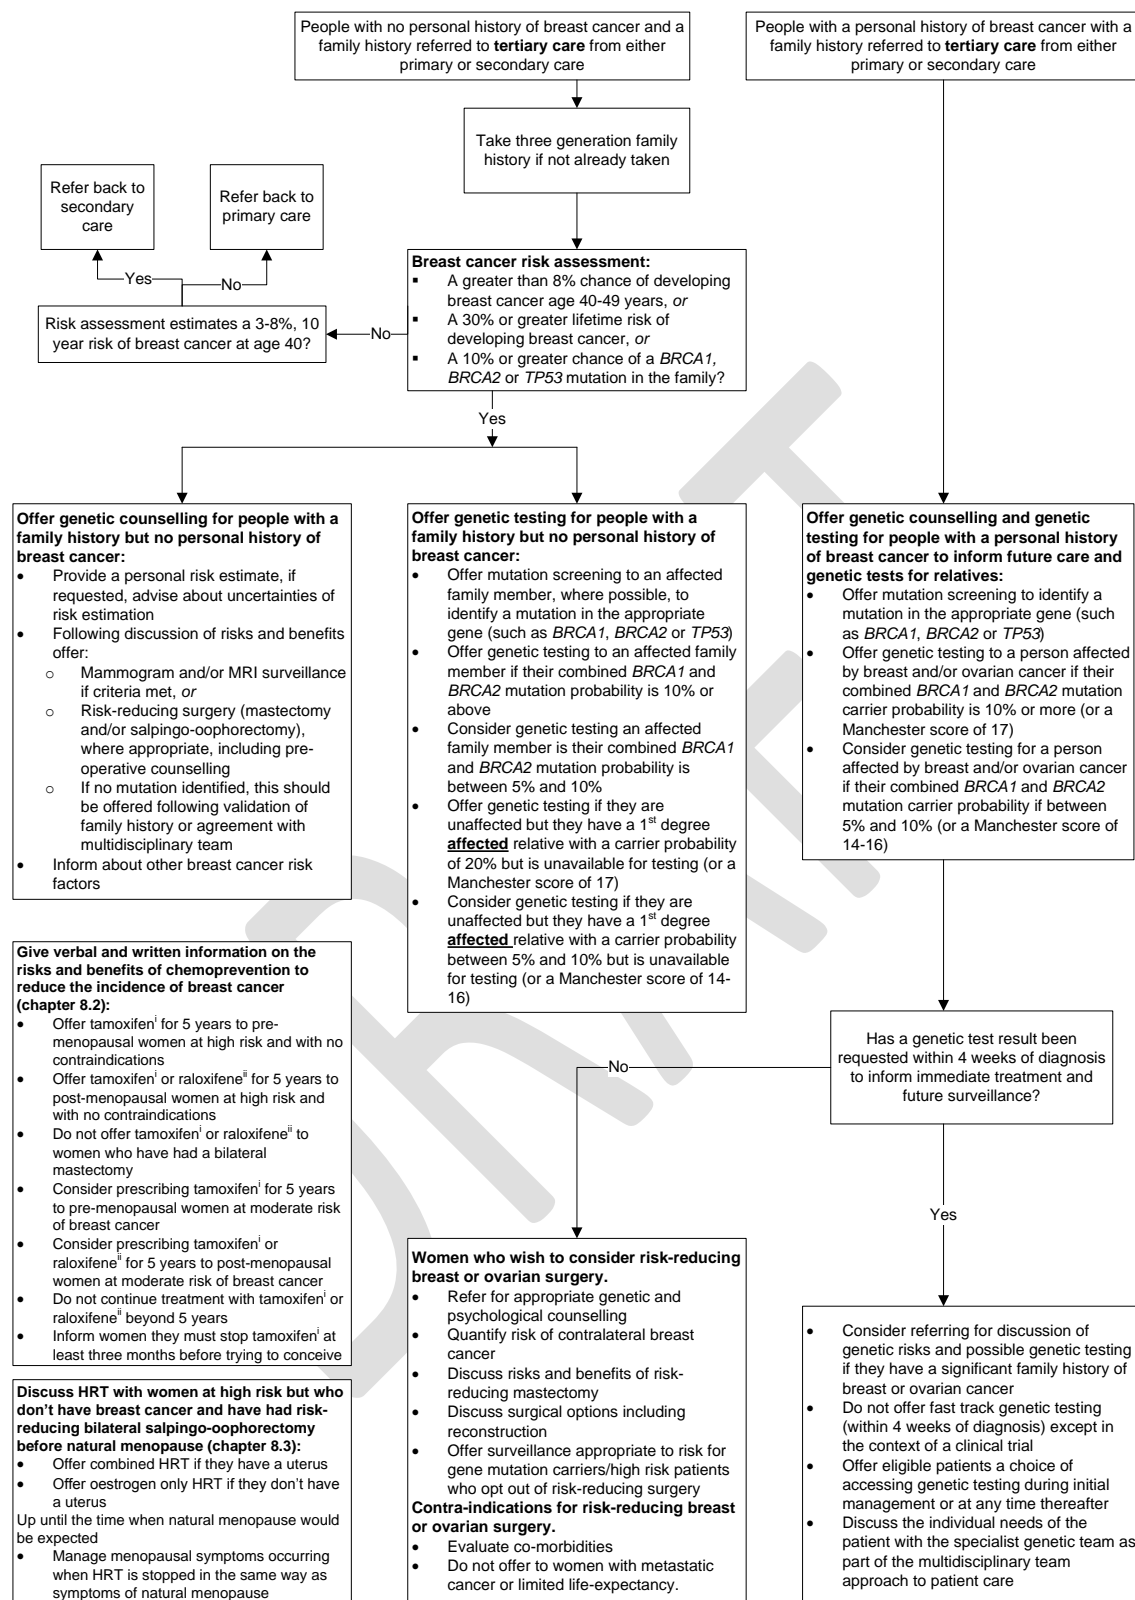 People with no personal history of breast cancer and a
family history referred to tertiary care from either
primary or secondary care
People with a personal history of breast cancer with a
family history referred to tertiary care from either
primary or secondary care
Take three generation family
history if not already taken
Refer back to
secondary
care
Refer back to
primary care
Yes
No
Breast cancer risk assessment:
▪ A greater than 8% chance of developing
breast cancer age 40-49 years, or
▪ A 30% or greater lifetime risk of
developing breast cancer, or
▪ A 10% or greater chance of a BRCA1,
BRCA2 or TP53 mutation in the family?
Risk assessment estimates a 3-8%, 10
year risk of breast cancer at age 40?
No
Yes
Offer genetic counselling for people with a
family history but no personal history of
breast cancer:
• Provide a personal risk estimate, if
requested, advise about uncertainties of
risk estimation
• Following discussion of risks and benefits
offer:
o Mammogram and/or MRI surveillance
if criteria met, or
o Risk-reducing surgery (mastectomy
and/or salpingo-oophorectomy),
where appropriate, including pre-
operative counselling
o If no mutation identified, this should
be offered following validation of
family history or agreement with
multidisciplinary team
• Inform about other breast cancer risk
factors
Offer genetic testing for people with a
family history but no personal history of
breast cancer:
• Offer mutation screening to an affected
family member, where possible, to
identify a mutation in the appropriate
gene (such as BRCA1, BRCA2 or TP53)
• Offer genetic testing to an affected family
member if their combined BRCA1 and
BRCA2 mutation probability is 10% or
above
• Consider genetic testing an affected
family member is their combined BRCA1
and BRCA2 mutation probability is
between 5% and 10%
• Offer genetic testing if they are
unaffected but they have a 1st degree
affected relative with a carrier probability
of 20% but is unavailable for testing (or a
Manchester score of 17)
• Consider genetic testing if they are
unaffected but they have a 1st degree
affected relative with a carrier probability
between 5% and 10% but is unavailable
for testing (or a Manchester score of 14-
16)
Offer genetic counselling and genetic
testing for people with a personal history
of breast cancer to inform future care and
genetic tests for relatives:
• Offer mutation screening to identify a
mutation in the appropriate gene (such
as BRCA1, BRCA2 or TP53)
• Offer genetic testing to a person affected
by breast and/or ovarian cancer if their
combined BRCA1 and BRCA2 mutation
carrier probability is 10% or more (or a
Manchester score of 17)
• Consider genetic testing for a person
affected by breast and/or ovarian cancer
if their combined BRCA1 and BRCA2
mutation carrier probability if between
5% and 10% (or a Manchester score of
14-16)
Give verbal and written information on the
risks and benefits of chemoprevention to
reduce the incidence of breast cancer
(chapter 8.2):
• Offer tamoxifen^i for 5 years to pre-
menopausal women at high risk and with no
contraindications
• Offer tamoxifen^i or raloxifene^ii for 5 years to
post-menopausal women at high risk and
with no contraindications
• Do not offer tamoxifen^i or raloxifene^ii to
women who have had a bilateral
mastectomy
• Consider prescribing tamoxifen^i for 5 years
to pre-menopausal women at moderate risk
of breast cancer
• Consider prescribing tamoxifen^i or
raloxifene^ii for 5 years to post-menopausal
women at moderate risk of breast cancer
• Do not continue treatment with tamoxifen^i or
raloxifene^ii beyond 5 years
• Inform women they must stop tamoxifen^i at
least three months before trying to conceive
Discuss HRT with women at high risk but who
don't have breast cancer and have had risk-
reducing bilateral salpingo-oophorectomy
before natural menopause (chapter 8.3):
• Offer combined HRT if they have a uterus
• Offer oestrogen only HRT if they don't have
a uterus
Up until the time when natural menopause would
be expected
• Manage menopausal symptoms occurring
when HRT is stopped in the same way as
symptoms of natural menopause
Has a genetic test result been
requested within 4 weeks of diagnosis
to inform immediate treatment and
future surveillance?
No
Yes
Women who wish to consider risk-reducing
breast or ovarian surgery.
• Refer for appropriate genetic and
psychological counselling
• Quantify risk of contralateral breast
cancer
• Discuss risks and benefits of risk-
reducing mastectomy
• Discuss surgical options including
reconstruction
• Offer surveillance appropriate to risk for
gene mutation carriers/high risk patients
who opt out of risk-reducing surgery
Contra-indications for risk-reducing breast
or ovarian surgery.
• Evaluate co-morbidities
• Do not offer to women with metastatic
cancer or limited life-expectancy.
• Consider referring for discussion of
genetic risks and possible genetic testing
if they have a significant family history of
breast or ovarian cancer
• Do not offer fast track genetic testing
(within 4 weeks of diagnosis) except in
the context of a clinical trial
• Offer eligible patients a choice of
accessing genetic testing during initial
management or at any time thereafter
• Discuss the individual needs of the
patient with the specialist genetic team as
part of the multidisciplinary team
approach to patient care
DRAFT